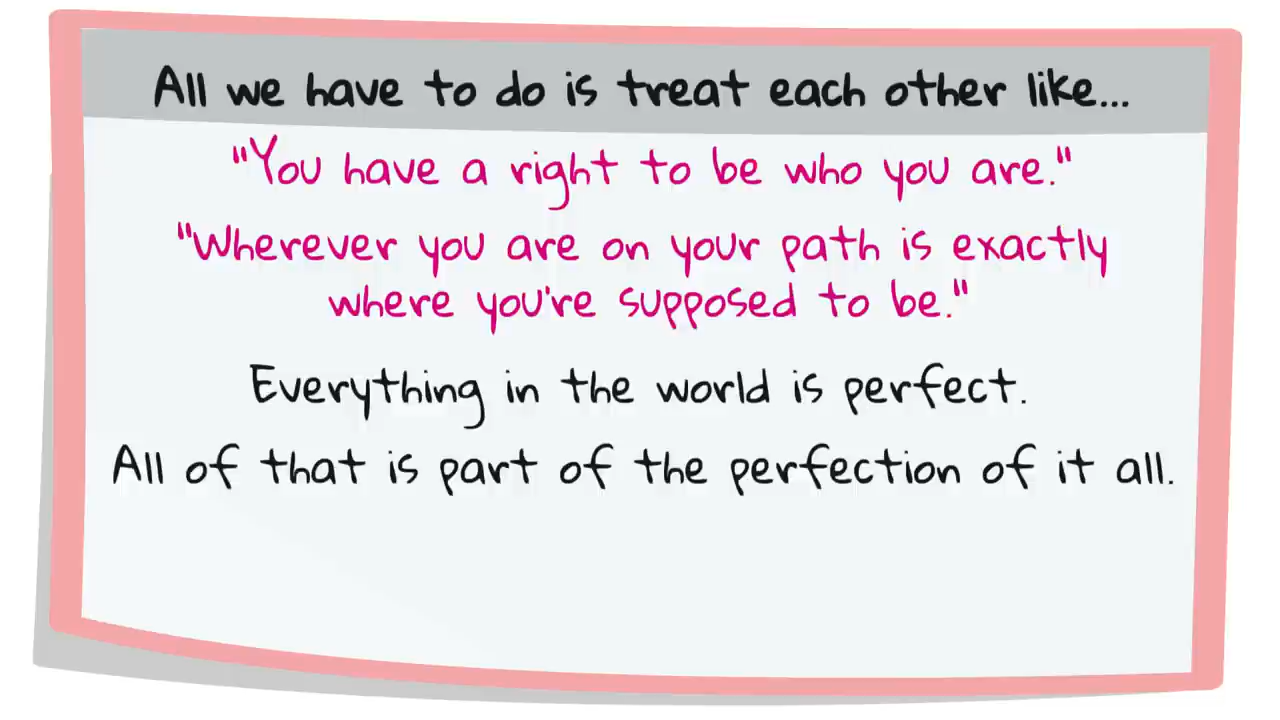 All we have to do is treat each other like...
"You have a right to be who you are."
"Wherever you are on your path is exactly
where you're supposed to be."
Everything in the world is perfect.
All of that is part of the perfection of it all.